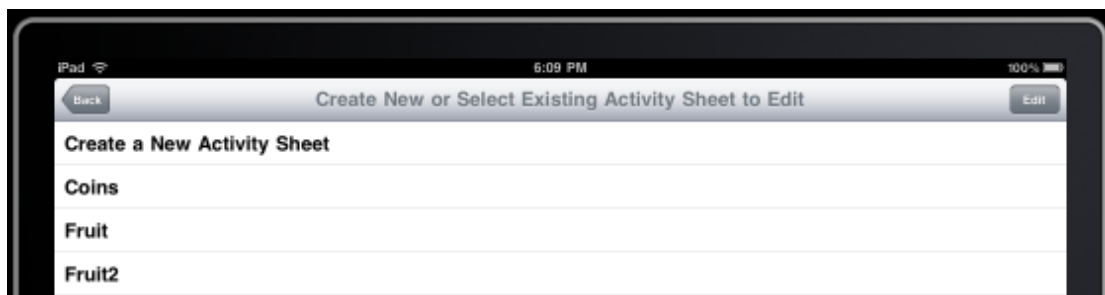 iPad 6:09 PM 100%
Back Create New or Select Existing Activity Sheet to Edit Edit
Create a New Activity Sheet
Coins
Fruit
Fruit2